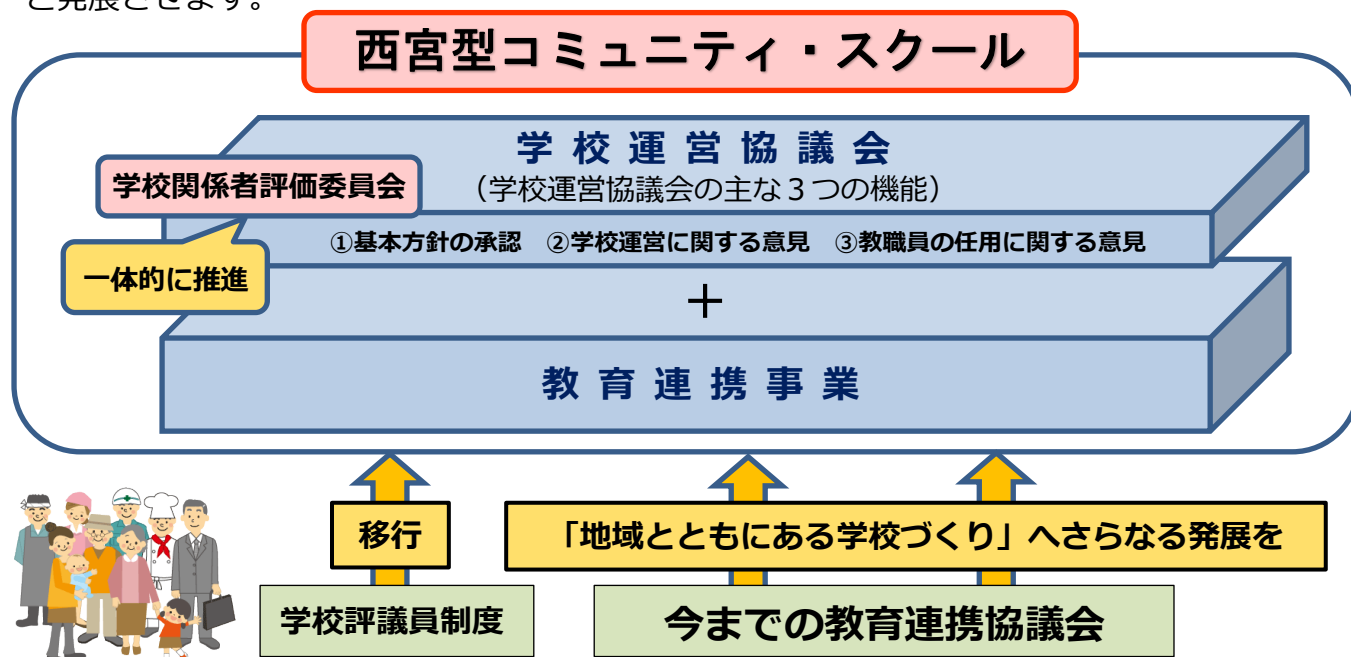 と発展させます。
西宮型コミュニティ・スクール
学校運営協議会
（学校運営協議会の主な３つの機能）
学校関係者評価委員会
①基本方針の承認　②学校運営に関する意見　③教職員の任用に関する意見
一体的に推進
＋
教育連携事業
移行
「地域とともにある学校づくり」へさらなる発展を
学校評議員制度
今までの教育連携協議会